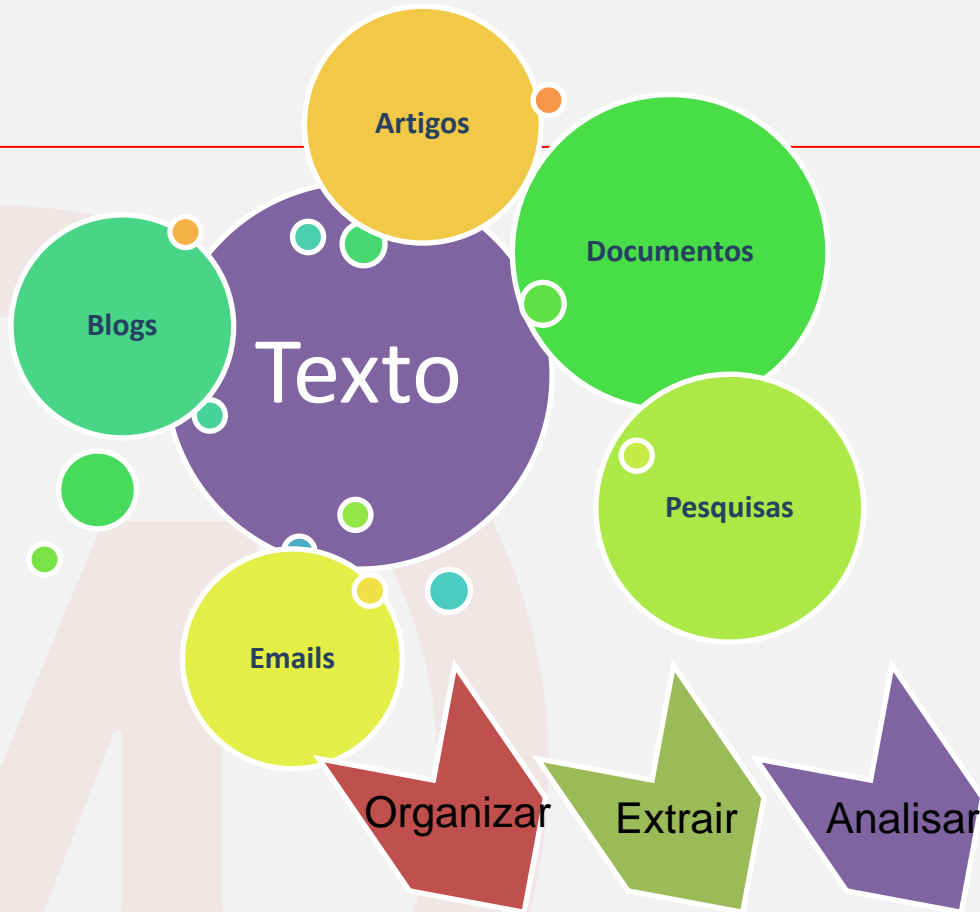 Artigos
Documentos
Blogs
Texto
Pesquisas
Emails
Organizar
Extrair
Analisar